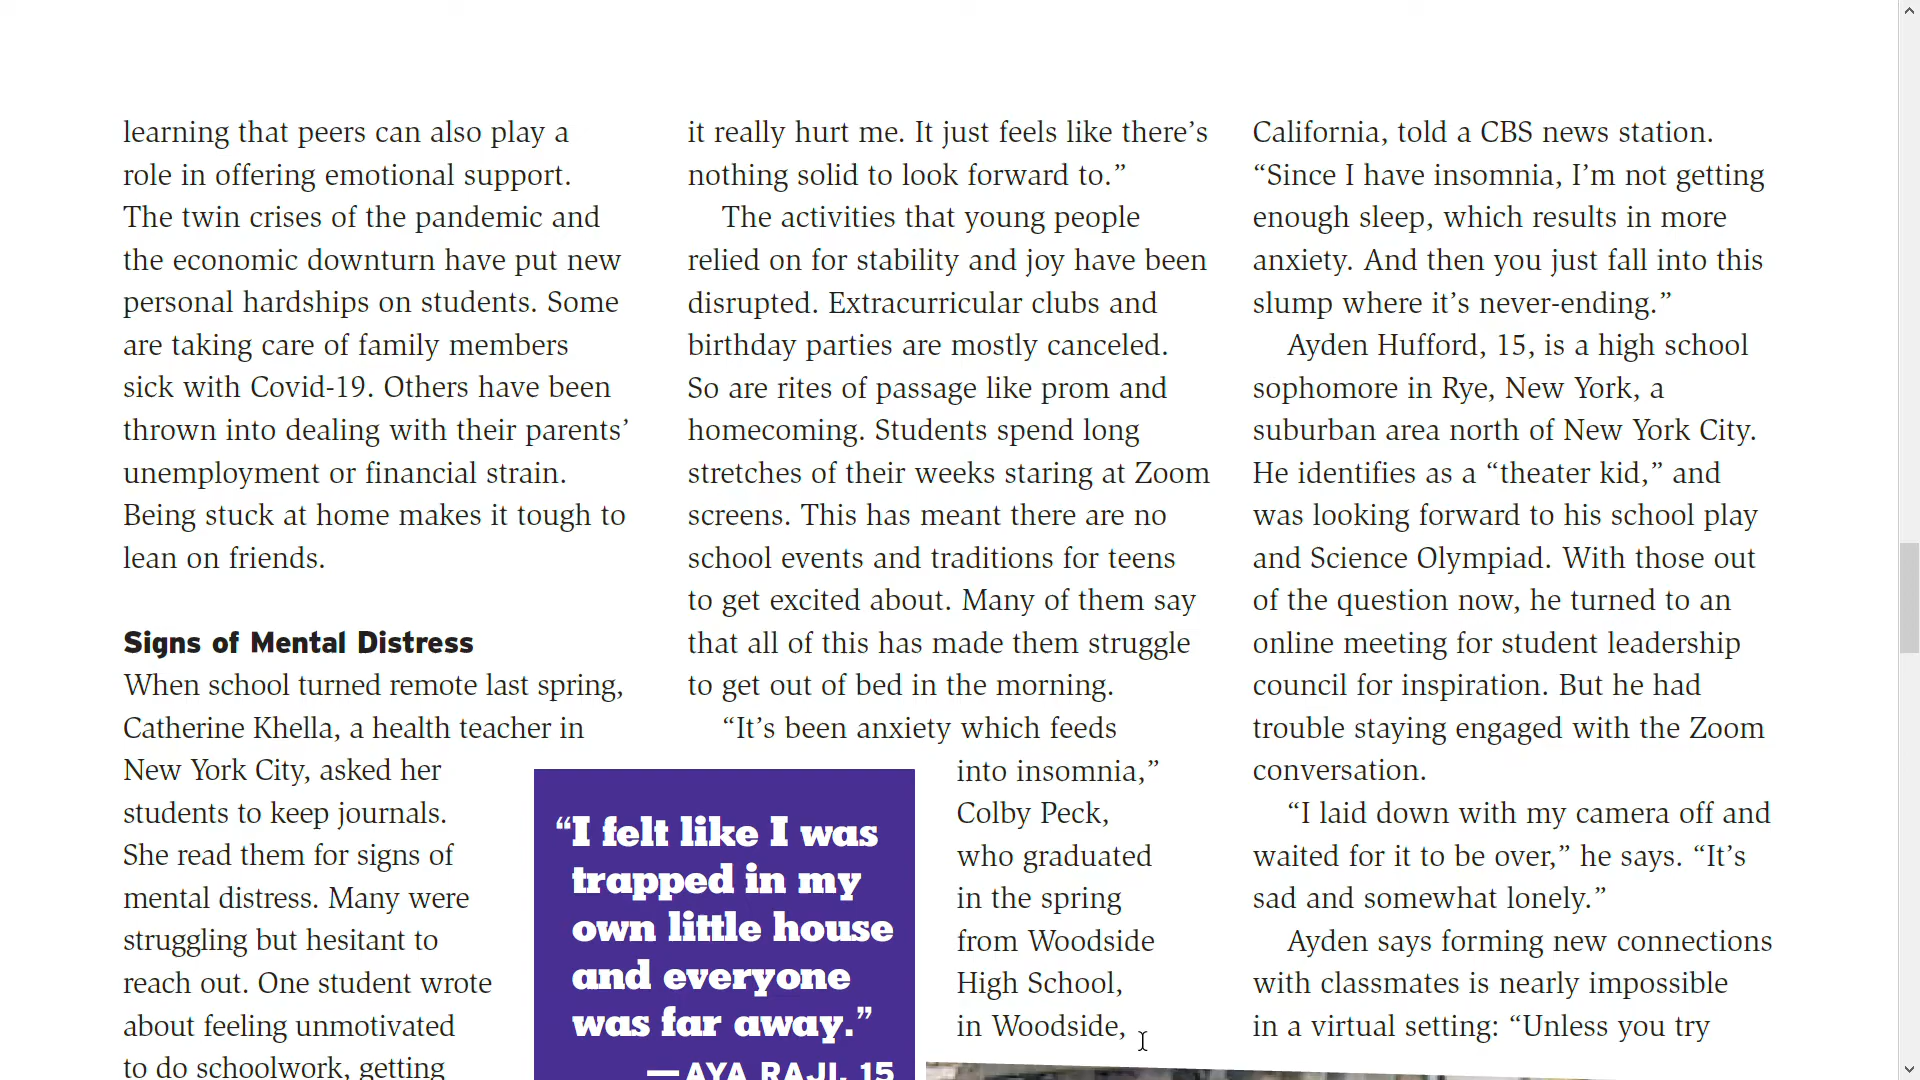 learning that peers can also play a
role in offering emotional support.
The twin crises of the pandemic and
the economic downturn have put new
personal hardships on students. Some
are taking care of family members
sick with Covid-19. Others have been
thrown into dealing with their parents’
unemployment or financial strain.
Being stuck at home makes it tough to
lean on friends.
Signs of Mental Distress
When school turned remote last spring,
Catherine Khella, a health teacher in
New York City, asked her
students to keep journals.
She read them for signs of
mental distress. Many were
struggling but hesitant to
reach out. One student wrote
about feeling unmotivated
to do schoolwork, getting
“I felt like I was
trapped in my
own little house
and everyone
was far away.”
—AYA RAJI, 15
it really hurt me. It just feels like there’s
nothing solid to look forward to.”
The activities that young people
relied on for stability and joy have been
disrupted. Extracurricular clubs and
birthday parties are mostly canceled.
So are rites of passage like prom and
homecoming. Students spend long
stretches of their weeks staring at Zoom
screens. This has meant there are no
school events and traditions for teens
to get excited about. Many of them say
that all of this has made them struggle
to get out of bed in the morning.
“It’s been anxiety which feeds
into insomnia,”
Colby Peck,
who graduated
in the spring
from Woodside
High School,
in Woodside,
California, told a CBS news station.
“Since I have insomnia, I’m not getting
enough sleep, which results in more
anxiety. And then you just fall into this
slump where it’s never-ending.”
Ayden Hufford, 15, is a high school
sophomore in Rye, New York, a
suburban area north of New York City.
He identifies as a “theater kid,” and
was looking forward to his school play
and Science Olympiad. With those out
of the question now, he turned to an
online meeting for student leadership
council for inspiration. But he had
trouble staying engaged with the Zoom
conversation.
“I laid down with my camera off and
waited for it to be over,” he says. “It’s
sad and somewhat lonely.”
Ayden says forming new connections
with classmates is nearly impossible
in a virtual setting: “Unless you try